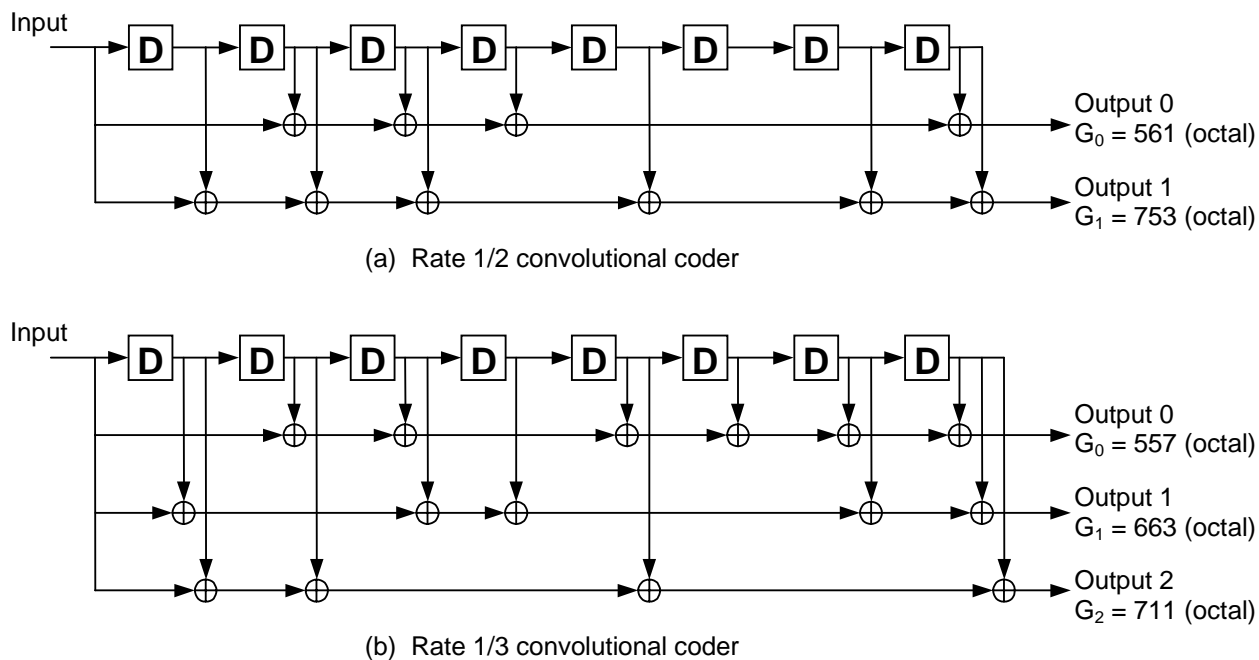 Input
D D D D D D D D
Output 0
G0 = 561 (octal)
Output 1
G1 = 753 (octal)
(a) Rate 1/2 convolutional coder
Input
D D D D D D D D
Output 0
G0 = 557 (octal)
Output 1
G1 = 663 (octal)
Output 2
G2 = 711 (octal)
(b) Rate 1/3 convolutional coder